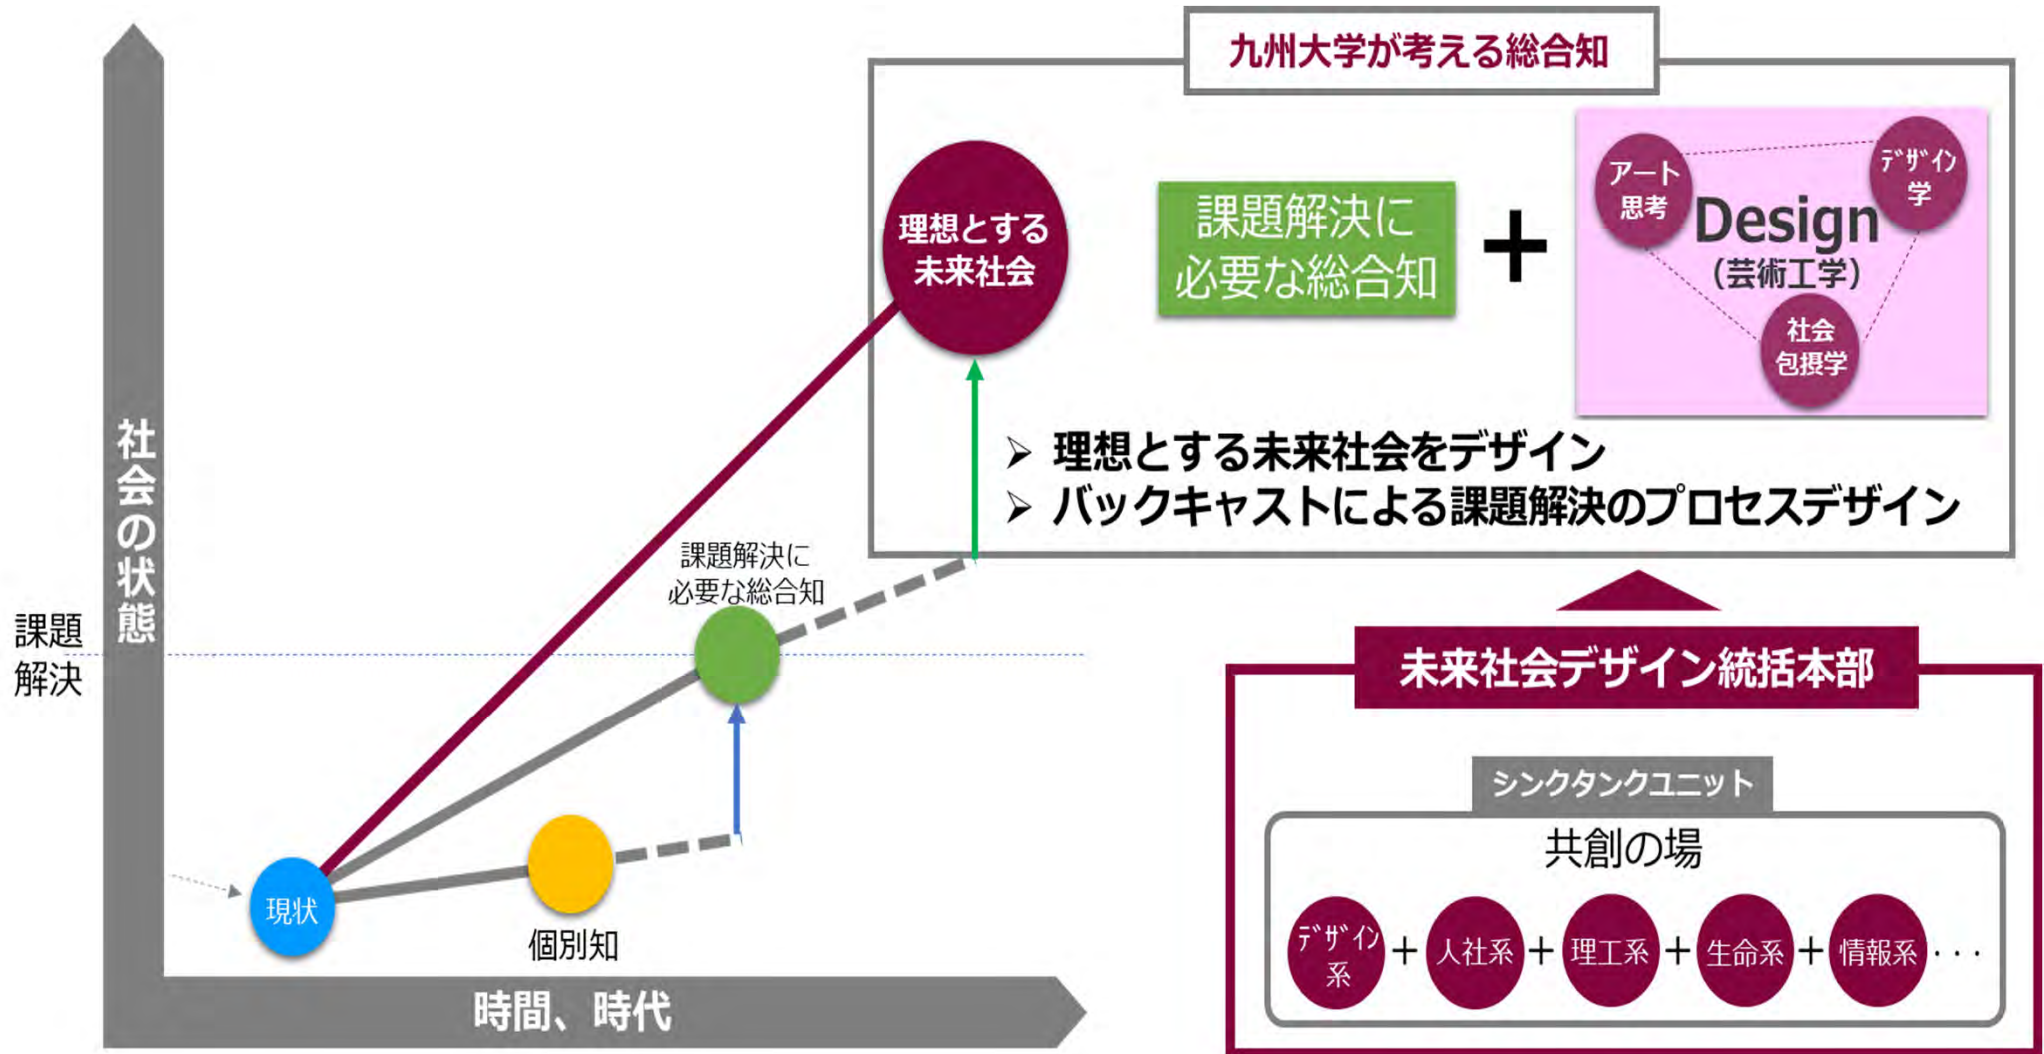 九州大学が考える総合知
理想とする
未来社会
課題解決に
必要な総合知
+
アート
思考
ﾃﾞｻﾞｲﾝ
学
Design
（芸術工学）
社会
包摂学
➢ 理想とする未来社会をデザイン
➢ バックキャストによる課題解決のプロセスデザイン
社会の状態
課題
解決
課題解決に
必要な総合知
現状
個別知
時間、時代
未来社会デザイン統括本部
シンクタンクユニット
共創の場
ﾃﾞｻﾞｲﾝ
系
+ 人社系 + 理工系 + 生命系 + 情報系 ･･･